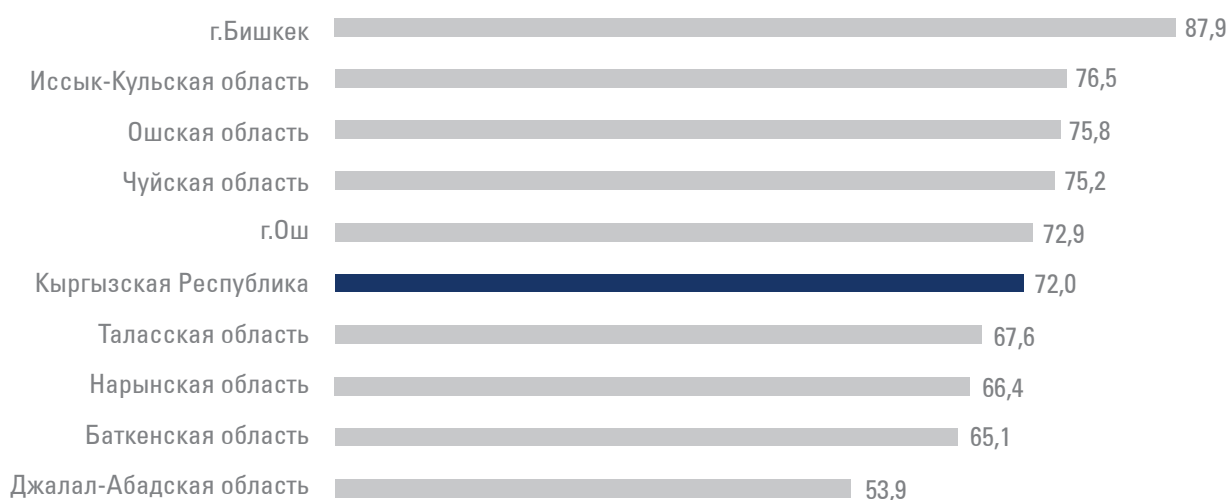 г.Бишкек 87,9
Иссык-Кульская область 76,5
Ошская область 75,8
Чуйская область 75,2
г.Ош 72,9
Кыргызская Республика 72,0
Таласская область 67,6
Нарынская область 66,4
Баткенская область 65,1
Джалал-Абадская область 53,9